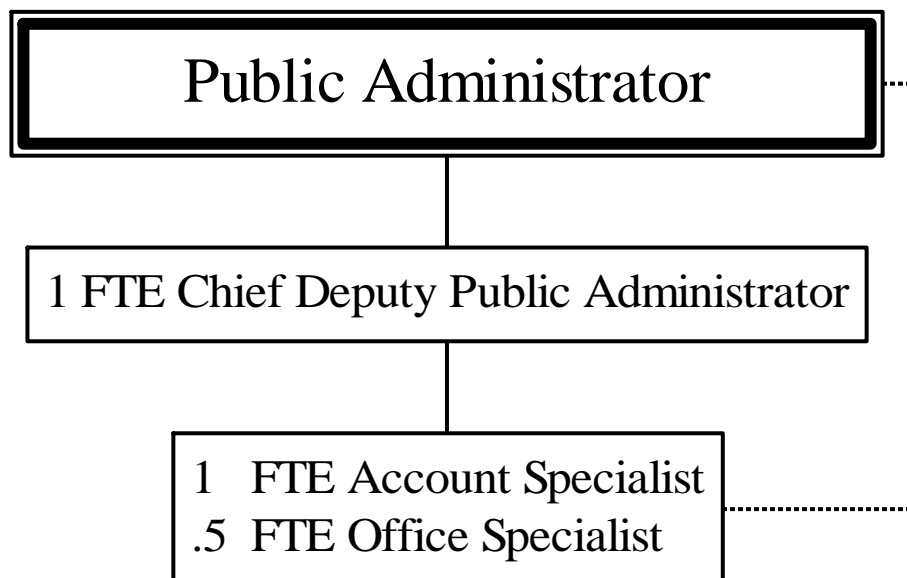 Public Administrator
1 FTE Chief Deputy Public Administrator
1 FTE Account Specialist
.5 FTE Office Specialist